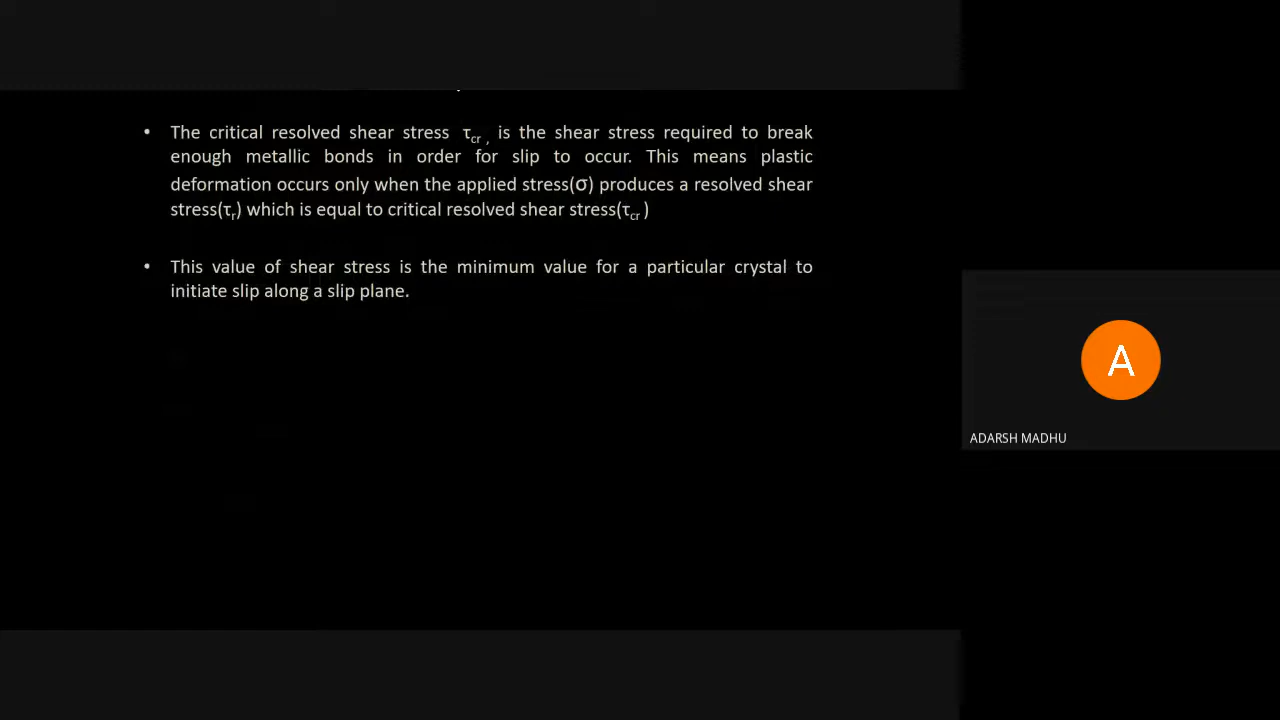 • The critical resolved shear stress τcr , is the shear stress required to break
enough metallic bonds in order for slip to occur. This means plastic
deformation occurs only when the applied stress(σ) produces a resolved shear
stress(τr) which is equal to critical resolved shear stress(τcr )
• This value of shear stress is the minimum value for a particular crystal to
initiate slip along a slip plane.
A
ADARSH MADHU